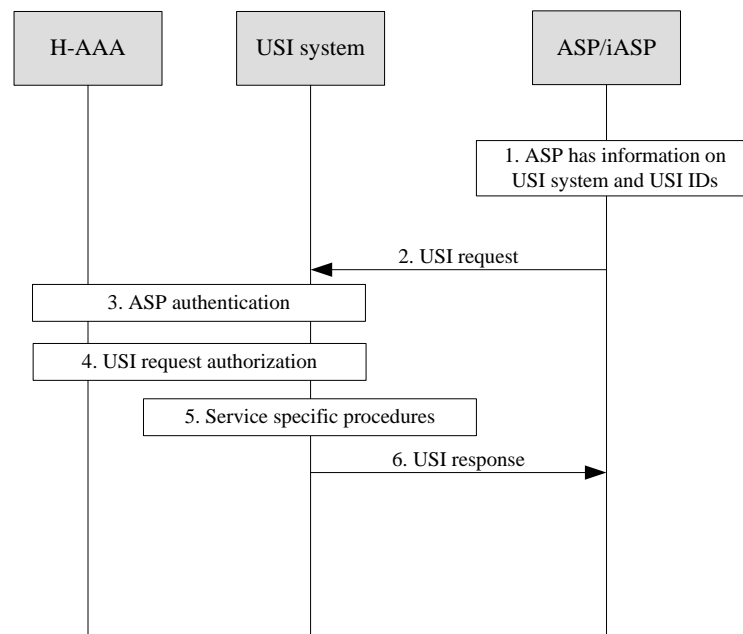 H-AAA
USI system
ASP/iASP
1. ASP has information on
USI system and USI IDs
2. USI request
3. ASP authentication
4. USI request authorization
5. Service specific procedures
6. USI response